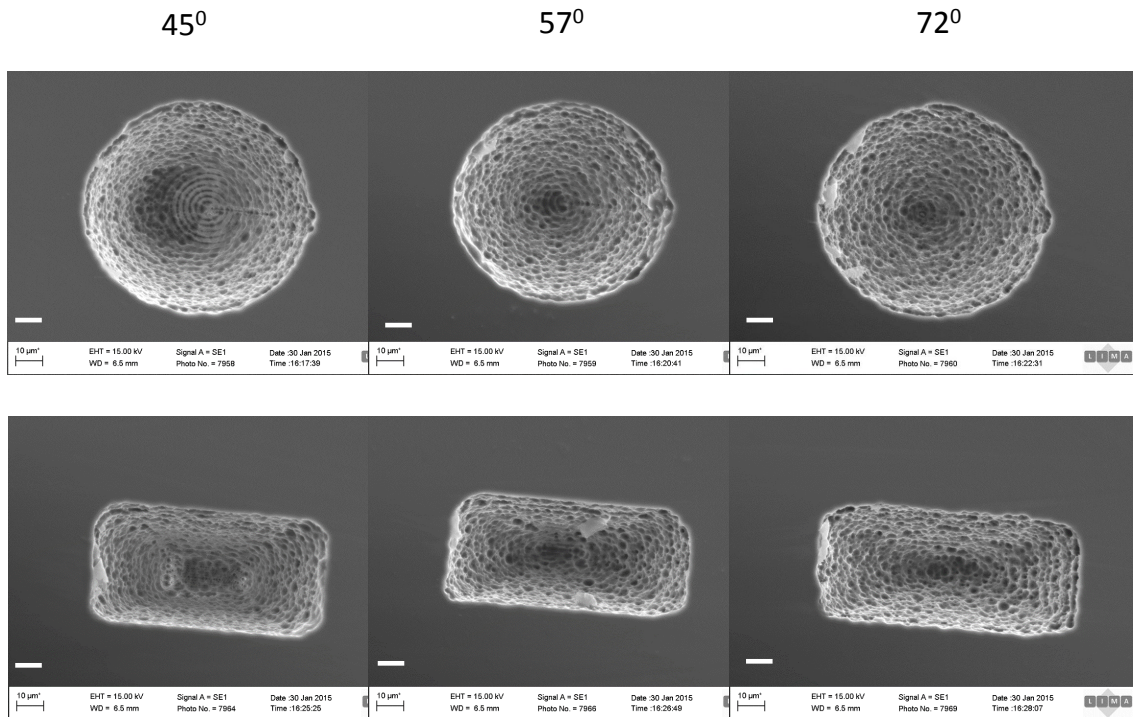 45⁰ 57⁰ 72⁰
10 µm* EHT = 15.00 kV Signal A = SE1 Date :30 Jan 2015
WD = 6.5 mm Photo No. = 7958 Time :16:17:39
10 µm* EHT = 15.00 kV Signal A = SE1 Date :30 Jan 2015
WD = 6.5 mm Photo No. = 7959 Time :16:20:41
10 µm* EHT = 15.00 kV Signal A = SE1 Date :30 Jan 2015 LIMA
WD = 6.5 mm Photo No. = 7960 Time :16:22:31
10 µm* EHT = 15.00 kV Signal A = SE1 Date :30 Jan 2015
WD = 6.5 mm Photo No. = 7964 Time :16:25:25
10 µm* EHT = 15.00 kV Signal A = SE1 Date :30 Jan 2015
WD = 6.5 mm Photo No. = 7966 Time :16:26:49
10 µm* EHT = 15.00 kV Signal A = SE1 Date :30 Jan 2015 LIMA
WD = 6.5 mm Photo No. = 7969 Time :16:28:07